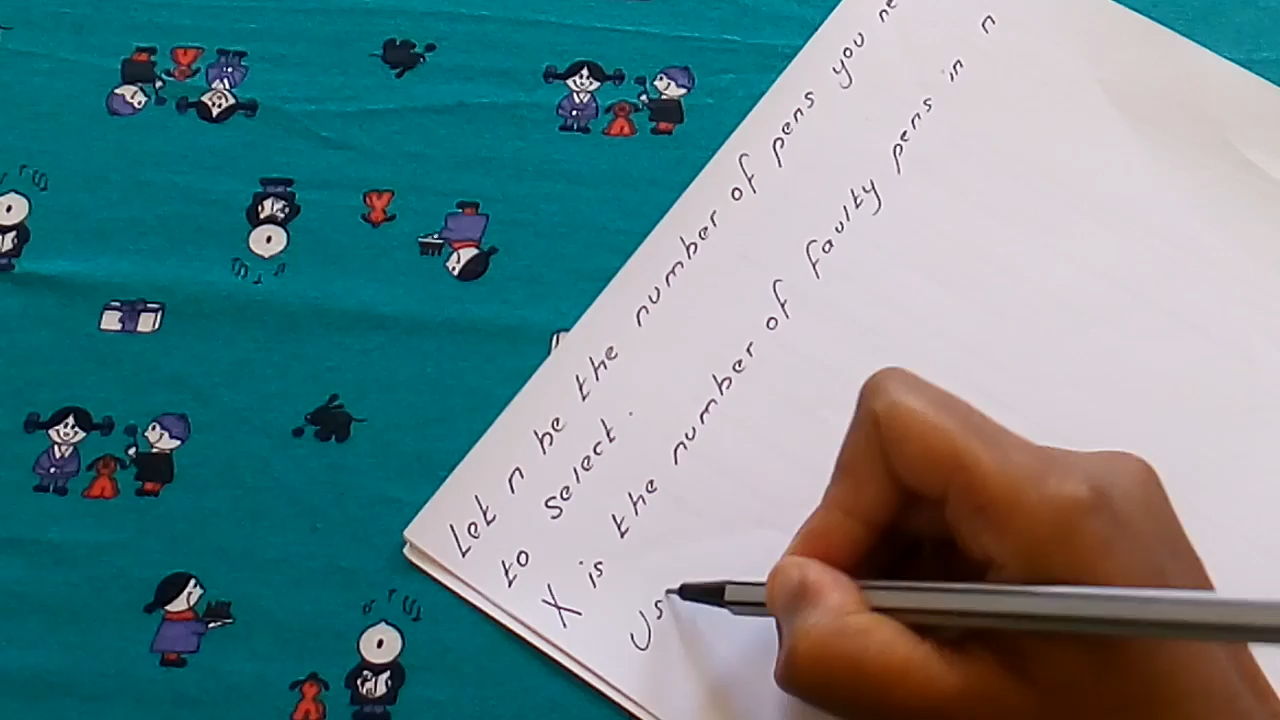 Let n be the number of pens you ne
to select.
X is the number of faulty pens in n
Us